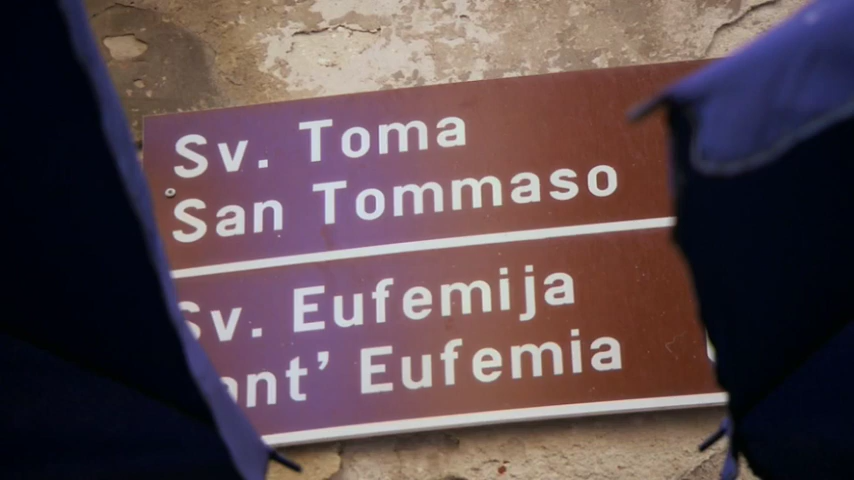 Sv. Toma
San Tommaso
Sv. Eufemija
Sant' Eufemia